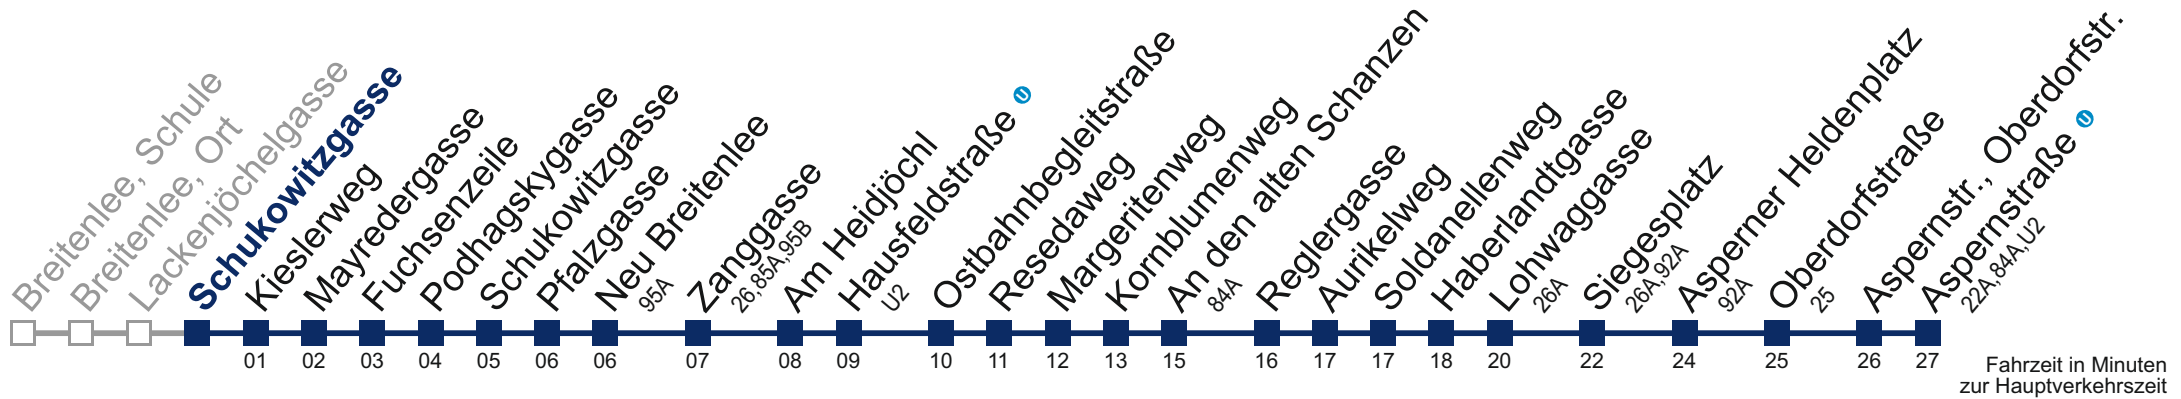 Breitenlee, Schule
Breitenlee, Ort
Lackenjöchelgasse
Schukowitzgasse
Kieslerweg
Mayredergasse
Fuchsenzeile
Podhagskygasse
Schukowitzgasse
Pfalzgasse
Neu Breitenlee
95A
Zanggasse
26,85A,95B
Am Heidjöchl
Hausfeldstraße U
U2
Ostbahnbegleitstraße
Resedaweg
Margeritenweg
Kornblumenweg
An den alten Schanzen
84A
Reglergasse
Aurikelweg
Soldanellenweg
Haberlandtgasse
Lohwaggasse
26A
Siegesplatz
26A,92A
Asperner Heldenplatz
92A
Oberdorfstraße
25
Aspernstr., Oberdorfstr.
Aspernstraße U
22A,84A,U2
01 02 03 04 05 06 06 07 08 09 10 11 12 13 15 16 17 17 18 20 22 24 25 26 27
Fahrzeit in Minuten
zur Hauptverkehrszeit